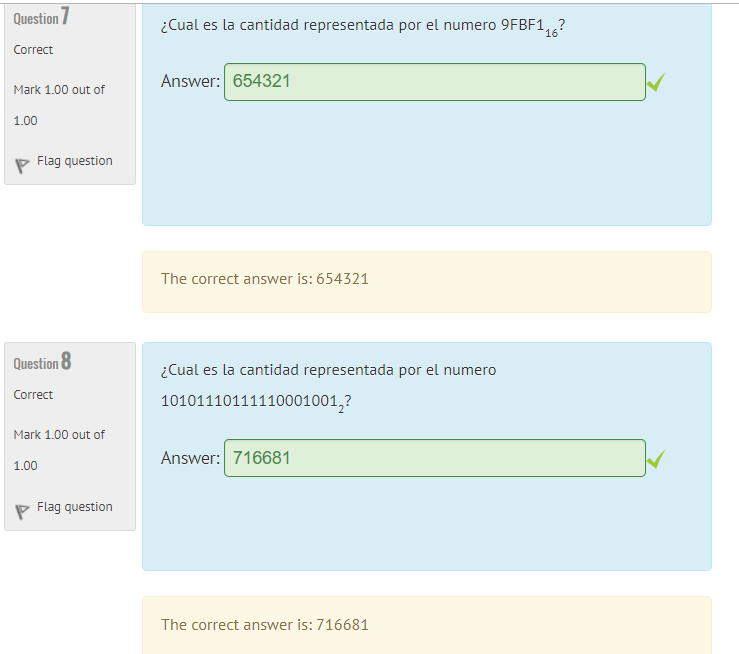 Question 7
Correct
Mark 1.00 out of
1.00
Flag question
¿Cual es la cantidad representada por el numero 9FBF1₁₆?
Answer: 654321
The correct answer is: 654321
Question 8
Correct
Mark 1.00 out of
1.00
Flag question
¿Cual es la cantidad representada por el numero
10101110111110001001₂?
Answer: 716681
The correct answer is: 716681